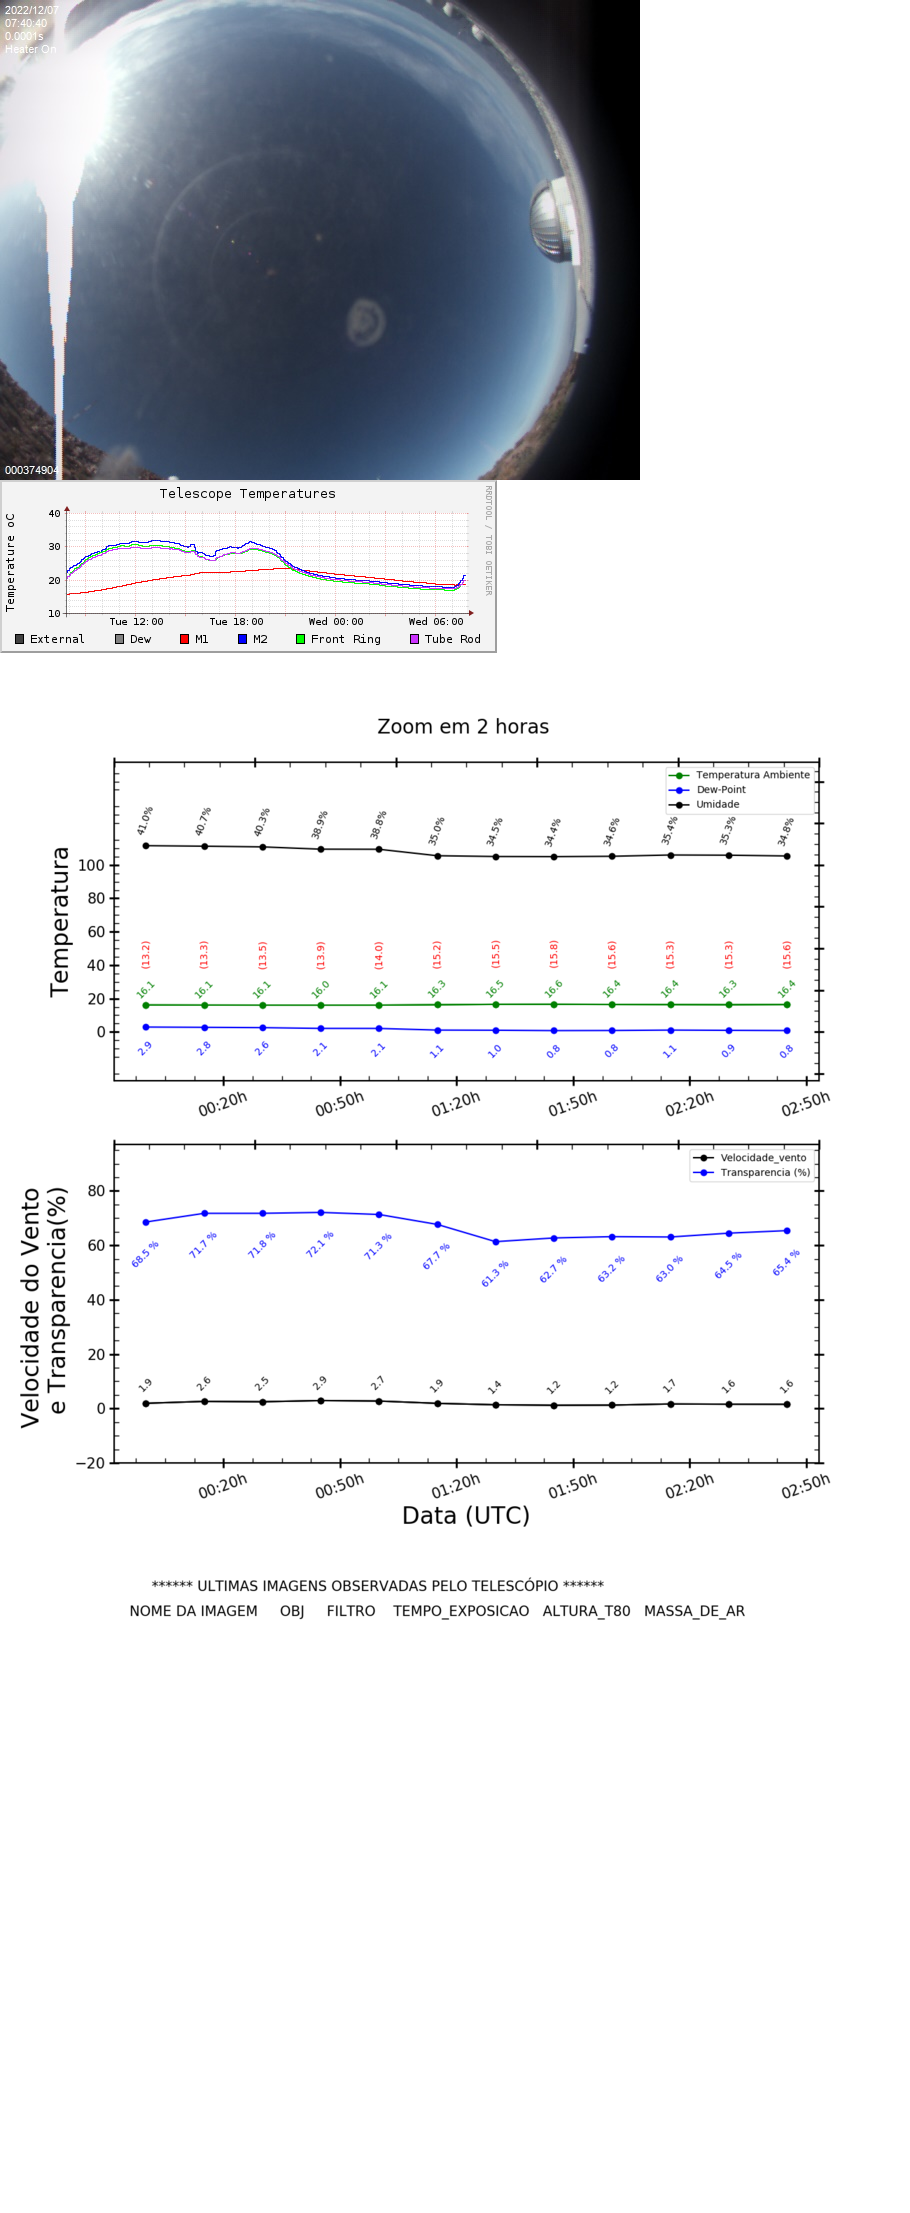 2022/12/07
07:40:40
0.0001s
Heater On
000374904
Telescope Temperatures
RRDTOOL / TOBI OETIKER
Temperature oC
40
30
20
10
Tue 12:00 Tue 18:00 Wed 00:00 Wed 06:00
External Dew M1 M2 Front Ring Tube Rod
Zoom em 2 horas
Temperatura Ambiente
Dew-Point
Umidade
Temperatura
100
80
60
40
20
0
41.0% 40.7% 40.3% 38.9% 38.8% 35.0% 34.5% 34.4% 34.6% 35.4% 35.3% 34.8%
(13.2) (13.3) (13.5) (13.9) (14.0) (15.2) (15.5) (15.8) (15.6) (15.3) (15.3) (15.6)
16.1 16.1 16.1 16.0 16.1 16.3 16.5 16.6 16.4 16.4 16.3 16.4
2.9 2.8 2.6 2.1 2.1 1.1 1.0 0.8 0.8 1.1 0.9 0.8
00:20h 00:50h 01:20h 01:50h 02:20h 02:50h
Velocidade_vento
Transparencia (%)
Velocidade do Vento
e Transparencia(%)
80
60
40
20
0
−20
68.5 % 71.7 % 71.8 % 72.1 % 71.3 % 67.7 % 61.3 % 62.7 % 63.2 % 63.0 % 64.5 % 65.4 %
1.9 2.6 2.5 2.9 2.7 1.9 1.4 1.2 1.2 1.7 1.6 1.6
00:20h 00:50h 01:20h 01:50h 02:20h 02:50h
Data (UTC)
****** ULTIMAS IMAGENS OBSERVADAS PELO TELESCÓPIO ******
NOME DA IMAGEM OBJ FILTRO TEMPO_EXPOSICAO ALTURA_T80 MASSA_DE_AR